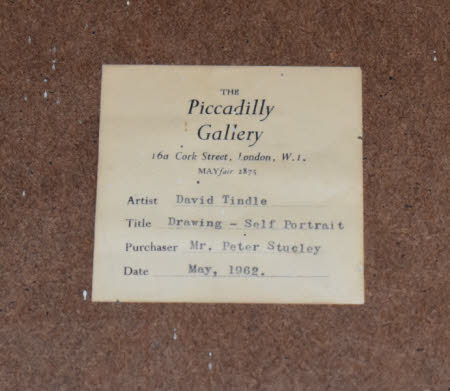 THE
Piccadilly
Gallery
16a Cork Street, London, W.1.
MAYfair 2875
Artist David Tindle
Title Drawing - Self Portrait
Purchaser Mr. Peter Stucley
Date May, 1962.